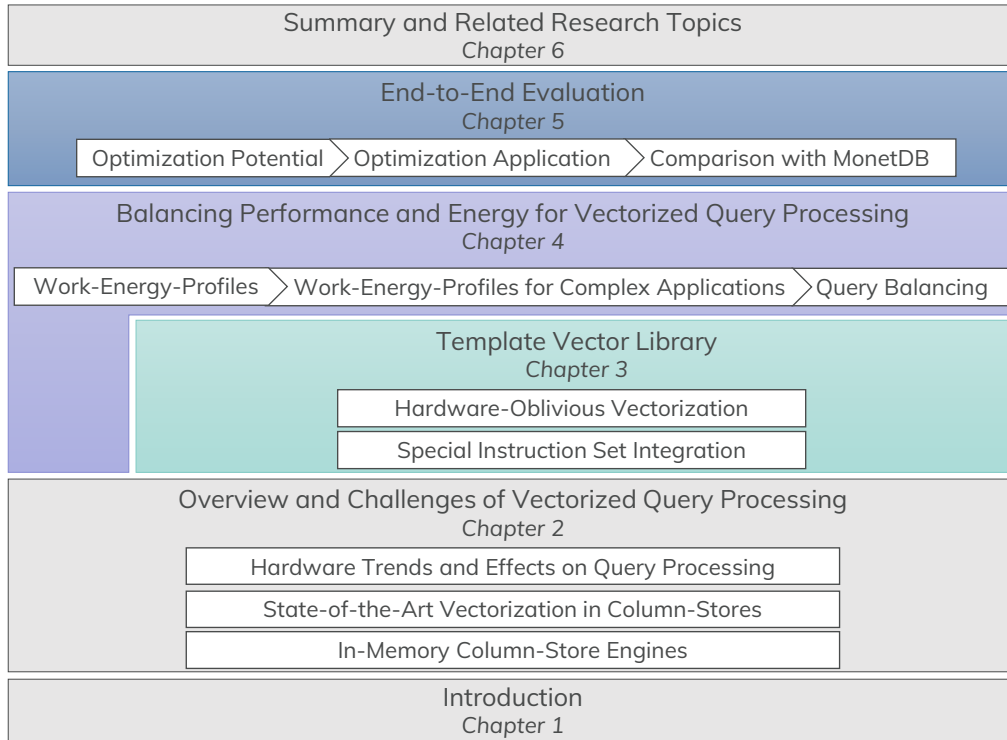 Summary and Related Research Topics
Chapter 6
End-to-End Evaluation
Chapter 5
Optimization Potential
Optimization Application
Comparison with MonetDB
Balancing Performance and Energy for Vectorized Query Processing
Chapter 4
Work-Energy-Profiles
Work-Energy-Profiles for Complex Applications
Query Balancing
Template Vector Library
Chapter 3
Hardware-Oblivious Vectorization
Special Instruction Set Integration
Overview and Challenges of Vectorized Query Processing
Chapter 2
Hardware Trends and Effects on Query Processing
State-of-the-Art Vectorization in Column-Stores
In-Memory Column-Store Engines
Introduction
Chapter 1